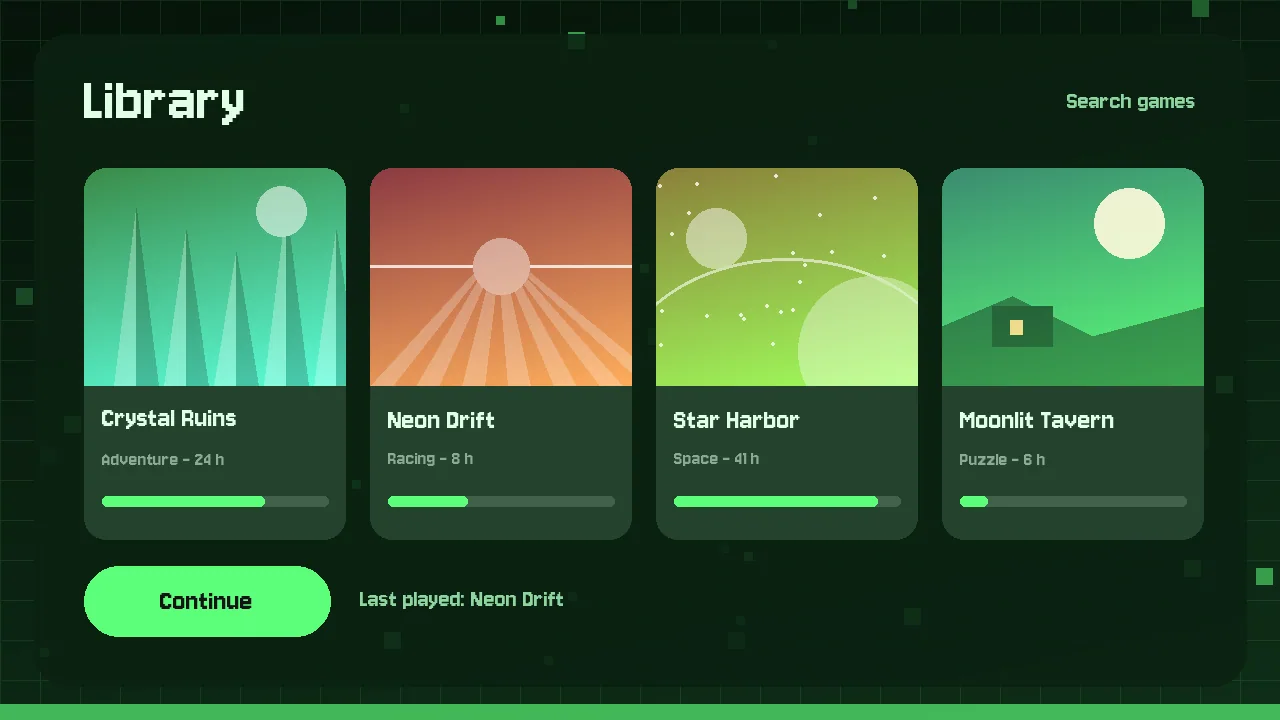 Library
Search games
Crystal Ruins
Adventure - 24 h
Neon Drift
Racing - 8 h
Star Harbor
Space - 41 h
Moonlit Tavern
Puzzle - 6 h
Continue
Last played: Neon Drift